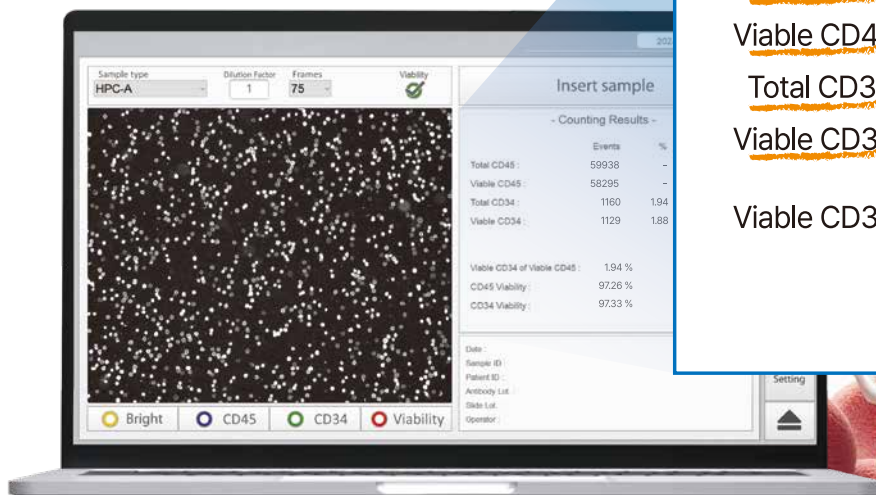 202
Sample type
Dilution Factor
Frames
Viability
HPC-A
1
75
Insert sample
- Counting Results -
Events %
Total CD45 : 59938 -
Viable CD45 : 58295 -
Total CD34 : 1160 1.94
Viable CD34 : 1129 1.88
Viable CD34 of Viable CD45 : 1.94 %
CD45 Viability : 97.26 %
CD34 Viability : 97.33 %
Date :
Sample ID :
Patient ID :
Antibody Lot.
Slide Lot.
Operator :
Bright
CD45
CD34
Viability
Setting
Viable CD4
Total CD3
Viable CD3
Viable CD3